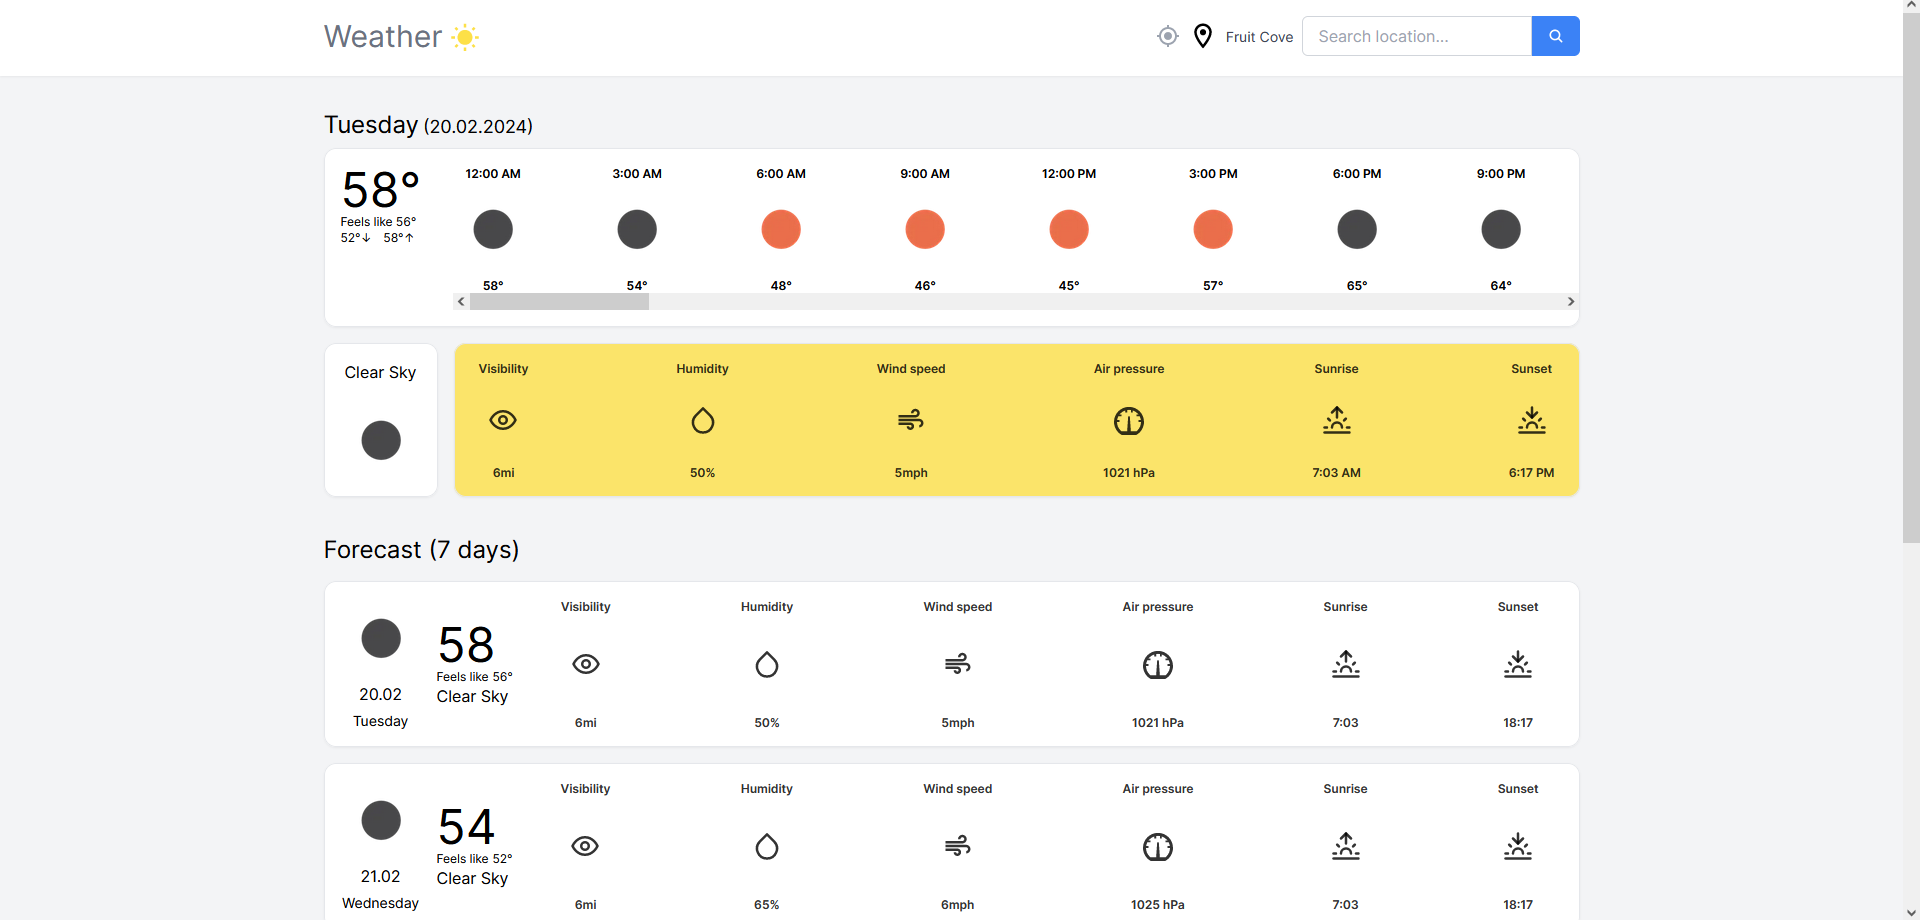 Weather
Fruit Cove
Search location...
Tuesday (20.02.2024)
58°
Feels like 56°
52°↓ 58°↑
12:00 AM 3:00 AM 6:00 AM 9:00 AM 12:00 PM 3:00 PM 6:00 PM 9:00 PM
58° 54° 48° 46° 45° 57° 65° 64°
Clear Sky
Visibility Humidity Wind speed Air pressure Sunrise Sunset
6mi 50% 5mph 1021 hPa 7:03 AM 6:17 PM
Forecast (7 days)
20.02
Tuesday
58
Feels like 56°
Clear Sky
Visibility Humidity Wind speed Air pressure Sunrise Sunset
6mi 50% 5mph 1021 hPa 7:03 18:17
21.02
Wednesday
54
Feels like 52°
Clear Sky
Visibility Humidity Wind speed Air pressure Sunrise Sunset
6mi 65% 6mph 1025 hPa 7:03 18:17